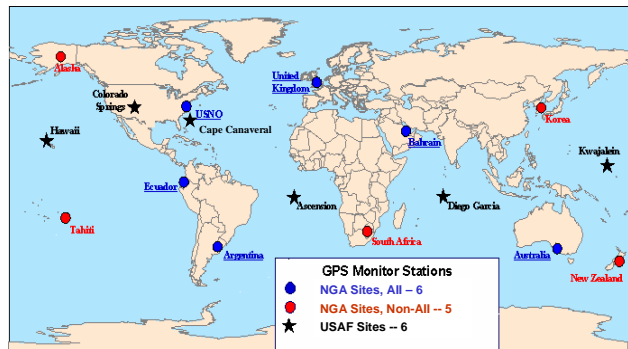 Alaska
Colorado
Springs
Hawaii
USNO
Cape Canaveral
United
Kingdom
Bahrain
Korea
Kwajalein
Ecuador
Ascension
Diego Garcia
Tahiti
Argentina
South Africa
Australia
New Zealand
GPS Monitor Stations
NGA Sites, All – 6
NGA Sites, Non-All -- 5
USAF Sites -- 6